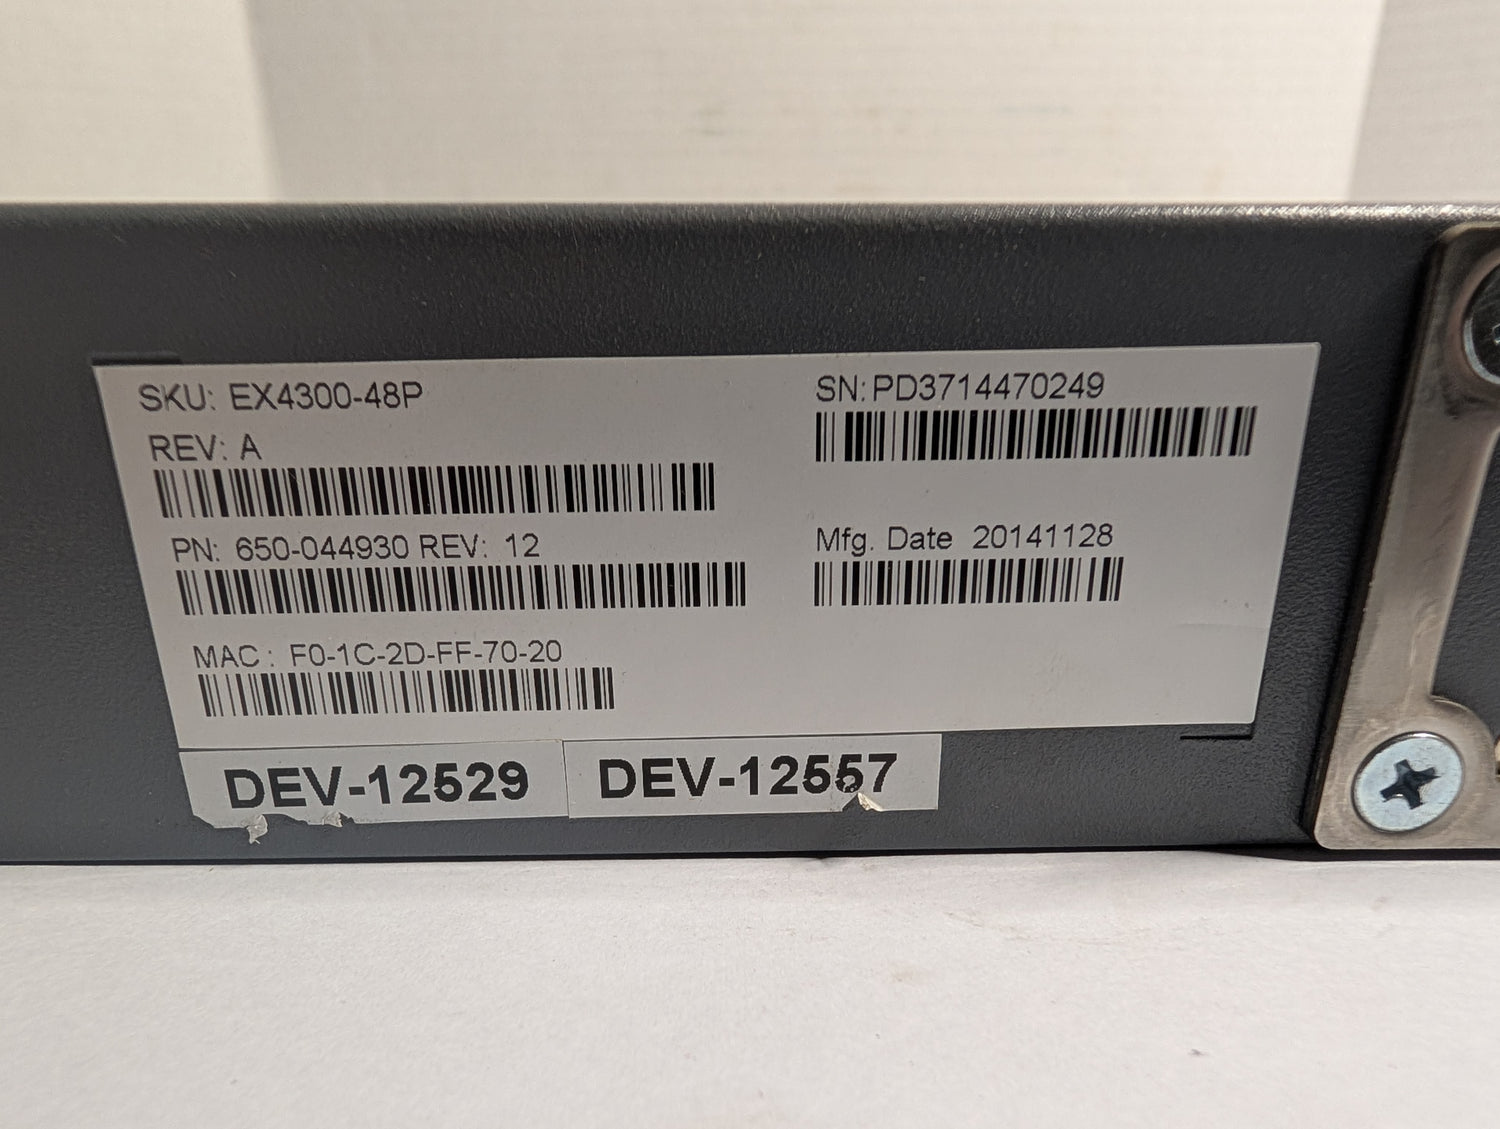 SKU: EX4300-48P
REV: A
PN: 650-044930 REV: 12
MAC: F0-1C-2D-FF-70-20
SN: PD3714470249
Mfg. Date 20141128
DEV-12529
DEV-12557